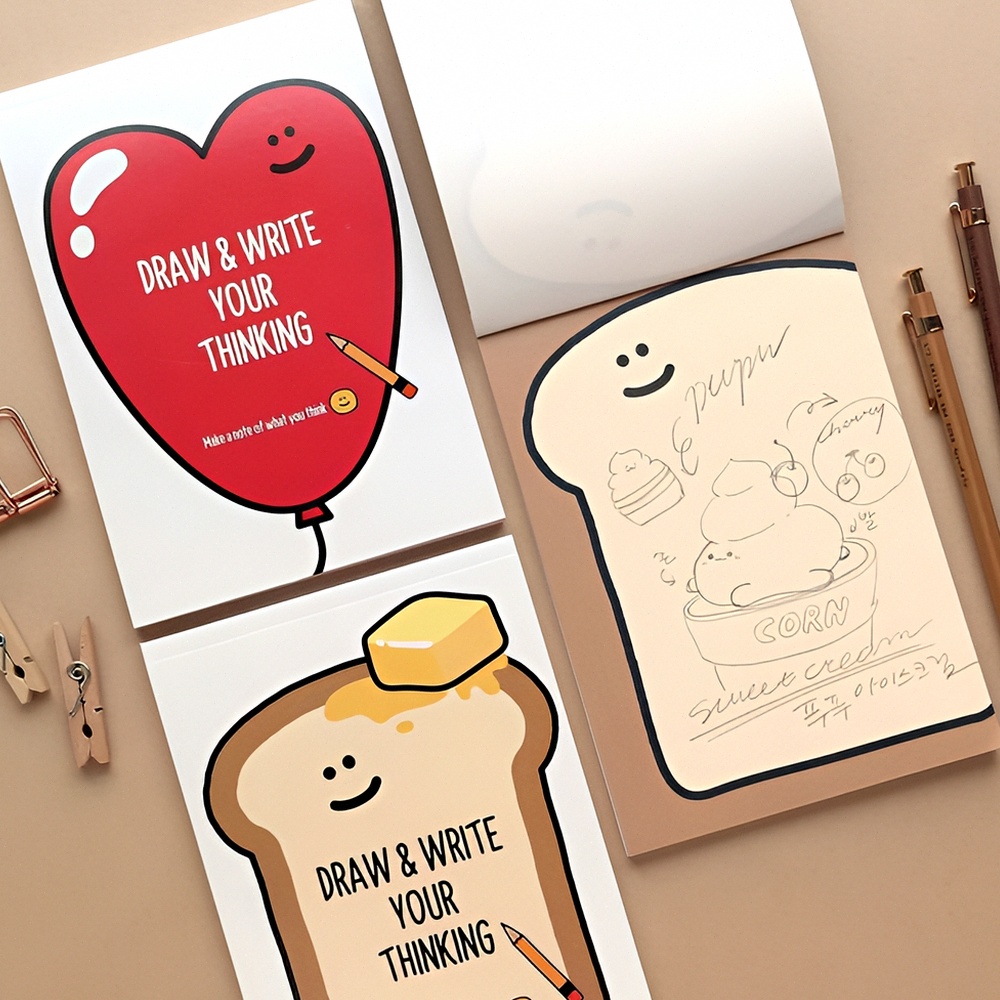 DRAW & WRITE
YOUR
THINKING
Make a note of what you think
pupu
cherry
CORN
sweet cream
푸푸 아이스크림
DRAW & WRITE
YOUR
THINKING